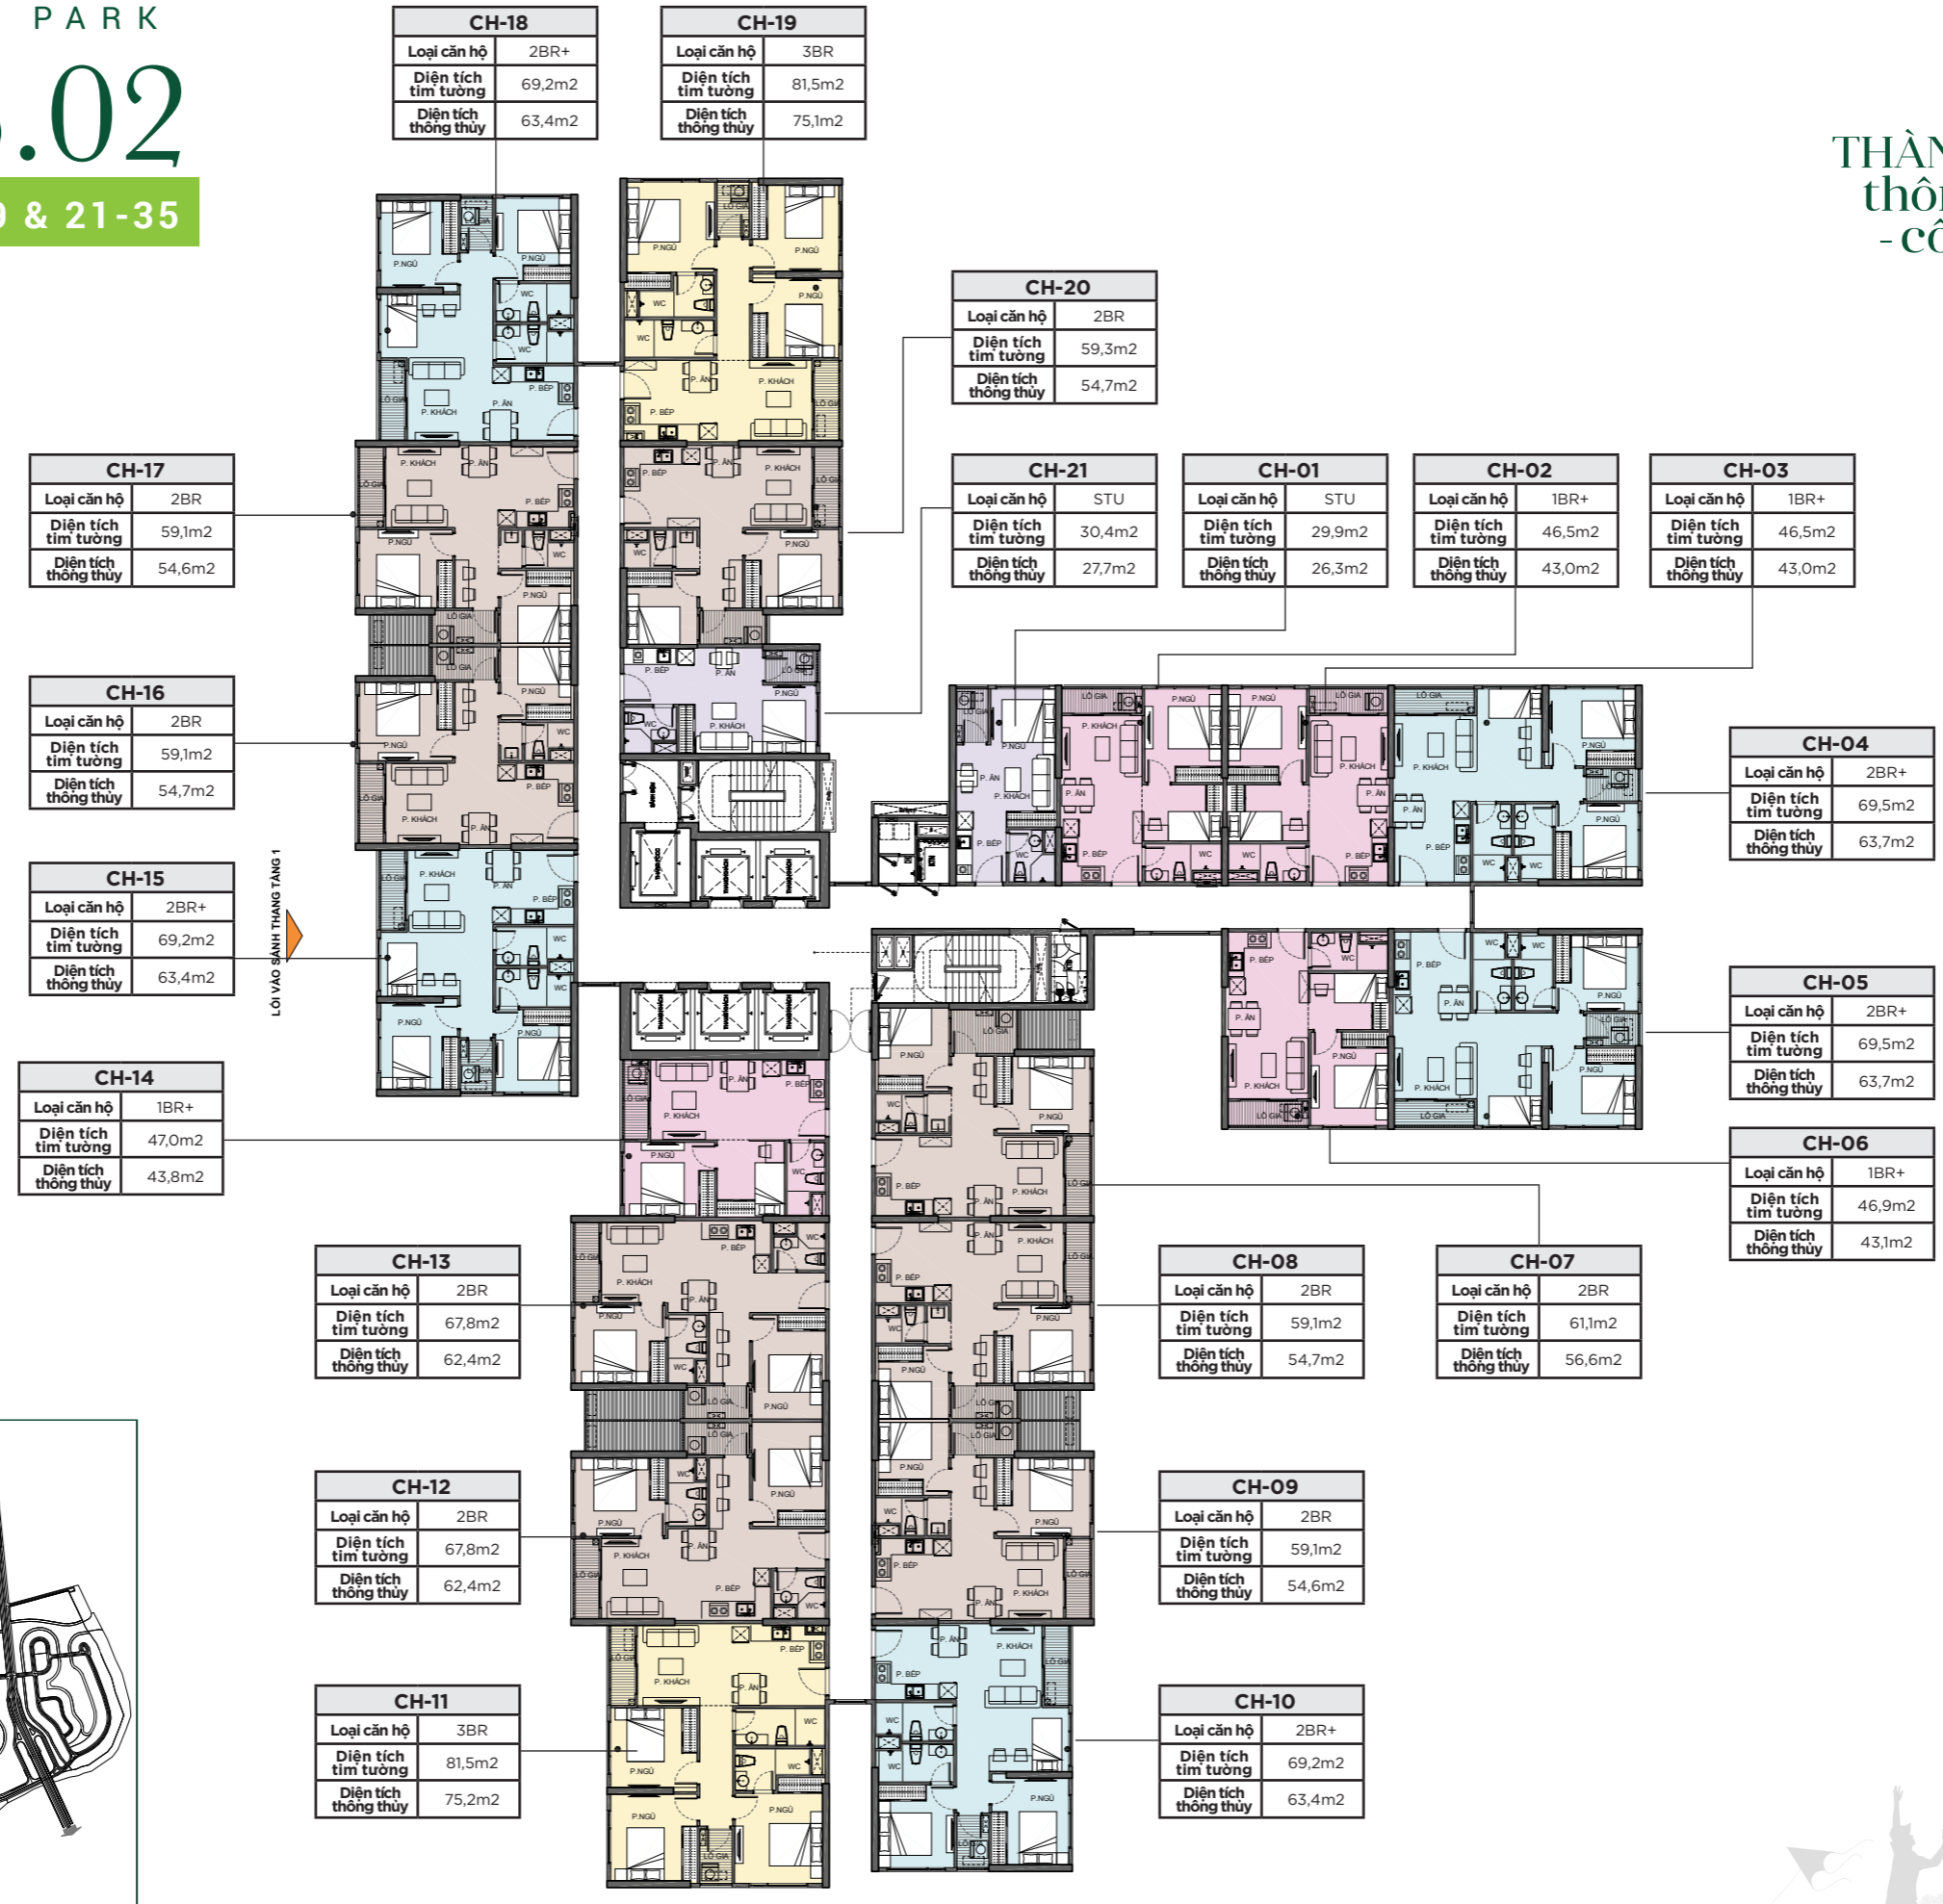 PARK
.02
& 21-35
THÀN
thôn
- CÔ
CH-18
Loại căn hộ 2BR+
Diện tích tim tường 69,2m2
Diện tích thông thủy 63,4m2
CH-19
Loại căn hộ 3BR
Diện tích tim tường 81,5m2
Diện tích thông thủy 75,1m2
CH-20
Loại căn hộ 2BR
Diện tích tim tường 59,3m2
Diện tích thông thủy 54,7m2
CH-17
Loại căn hộ 2BR
Diện tích tim tường 59,1m2
Diện tích thông thủy 54,6m2
CH-21
Loại căn hộ STU
Diện tích tim tường 30,4m2
Diện tích thông thủy 27,7m2
CH-01
Loại căn hộ STU
Diện tích tim tường 29,9m2
Diện tích thông thủy 26,3m2
CH-02
Loại căn hộ 1BR+
Diện tích tim tường 46,5m2
Diện tích thông thủy 43,0m2
CH-03
Loại căn hộ 1BR+
Diện tích tim tường 46,5m2
Diện tích thông thủy 43,0m2
CH-16
Loại căn hộ 2BR
Diện tích tim tường 59,1m2
Diện tích thông thủy 54,7m2
CH-04
Loại căn hộ 2BR+
Diện tích tim tường 69,5m2
Diện tích thông thủy 63,7m2
CH-15
Loại căn hộ 2BR+
Diện tích tim tường 69,2m2
Diện tích thông thủy 63,4m2
LỐI VÀO SẢNH THANG TẦNG 1
CH-05
Loại căn hộ 2BR+
Diện tích tim tường 69,5m2
Diện tích thông thủy 63,7m2
CH-14
Loại căn hộ 1BR+
Diện tích tim tường 47,0m2
Diện tích thông thủy 43,8m2
CH-06
Loại căn hộ 1BR+
Diện tích tim tường 46,9m2
Diện tích thông thủy 43,1m2
CH-13
Loại căn hộ 2BR
Diện tích tim tường 67,8m2
Diện tích thông thủy 62,4m2
CH-08
Loại căn hộ 2BR
Diện tích tim tường 59,1m2
Diện tích thông thủy 54,7m2
CH-07
Loại căn hộ 2BR
Diện tích tim tường 61,1m2
Diện tích thông thủy 56,6m2
CH-12
Loại căn hộ 2BR
Diện tích tim tường 67,8m2
Diện tích thông thủy 62,4m2
CH-09
Loại căn hộ 2BR
Diện tích tim tường 59,1m2
Diện tích thông thủy 54,6m2
CH-11
Loại căn hộ 3BR
Diện tích tim tường 81,5m2
Diện tích thông thủy 75,2m2
CH-10
Loại căn hộ 2BR+
Diện tích tim tường 69,2m2
Diện tích thông thủy 63,4m2
P.NGỦ
LÔ GIA
WC
P. KHÁCH
P. ĂN
P. BẾP